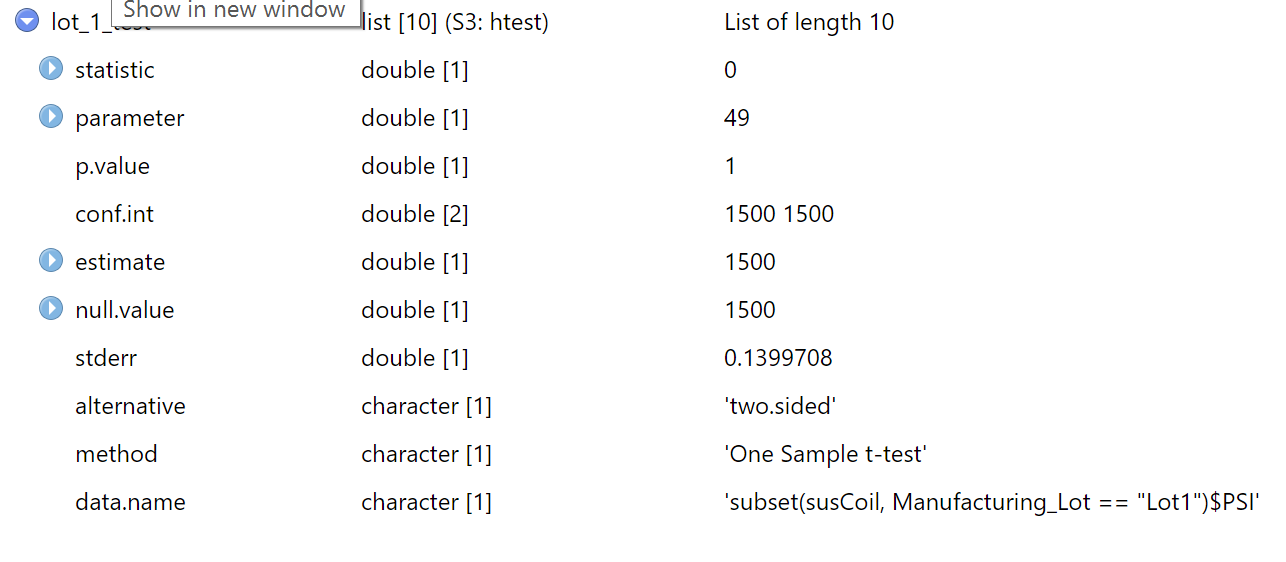 Show in new window
lot_1_test list [10] (S3: htest) List of length 10
statistic double [1] 0
parameter double [1] 49
p.value double [1] 1
conf.int double [2] 1500 1500
estimate double [1] 1500
null.value double [1] 1500
stderr double [1] 0.1399708
alternative character [1] 'two.sided'
method character [1] 'One Sample t-test'
data.name character [1] 'subset(susCoil, Manufacturing_Lot == "Lot1")$PSI'